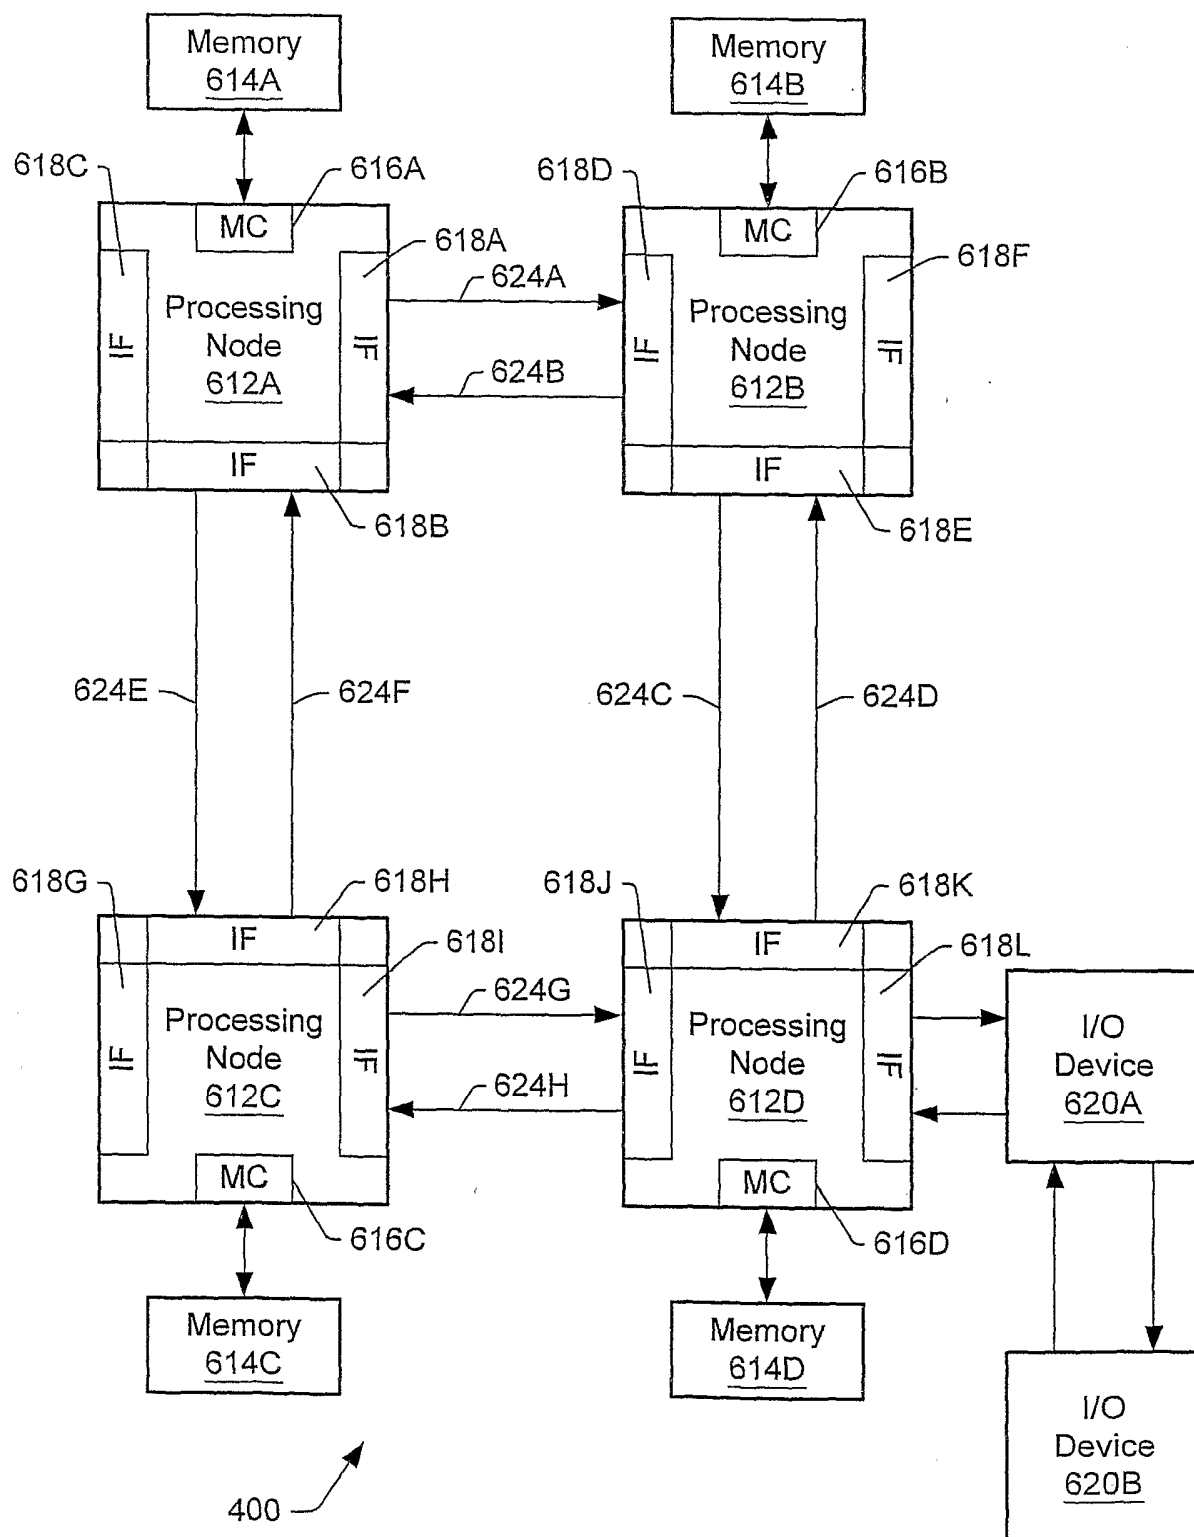 Memory
614A
Memory
614B
618C
616A
618D
616B
MC
MC
618A
618F
624A
Processing
Node
612A
IF
IF
Processing
Node
612B
IF
IF
624B
IF
IF
618B
618E
624E
624F
624C
624D
618G
618H
618J
618K
IF
IF
618I
618L
624G
Processing
Node
612C
IF
IF
Processing
Node
612D
IF
IF
I/O
Device
620A
624H
MC
MC
616C
616D
Memory
614C
Memory
614D
I/O
Device
620B
400